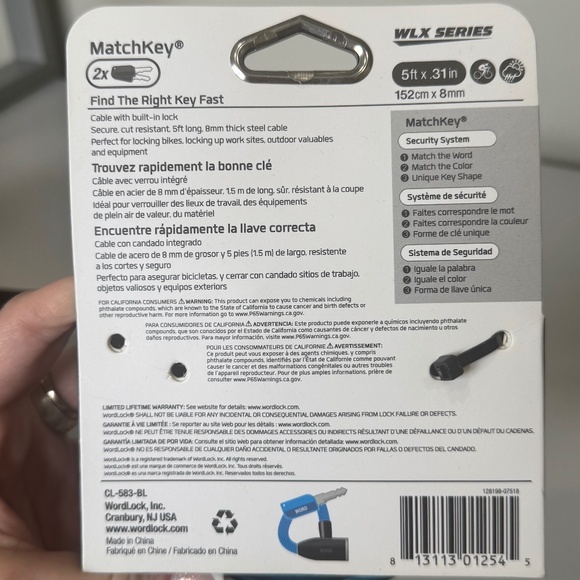 MatchKey®
2x
WLX SERIES
5ft x .31in
152cm x 8mm
Find The Right Key Fast
Cable with built-in lock
Secure, cut resistant, 5ft long, 8mm thick steel cable
Perfect for locking bikes, locking up work sites, outdoor valuables
and equipment
Trouvez rapidement la bonne clé
Câble avec verrou intégré
Câble en acier de 8 mm d'épaisseur, 1.5 m de long, sûr, résistant à la coupe
Idéal pour verrouiller des lieux de travail, des équipements
de plein air de valeur, du matériel
Encuentre rápidamente la llave correcta
Cable con candado integrado
Cable de acero de 8 mm de grosor y 5 pies (1.5 m) de largo, resistente
a los cortes y seguro
Perfecto para asegurar bicicletas, y cerrar con candado sitios de trabajo,
objetos valiosos y equipos exteriores
MatchKey®
Security System
1 Match the Word
2 Match the Color
3 Unique Key Shape
Système de sécurité
1 Faites correspondre le mot
2 Faites correspondre la couleur
3 Forme de clé unique
Sistema de Seguridad
1 Iguale la palabra
2 Iguale el color
3 Forma de llave única
FOR CALIFORNIA CONSUMERS ⚠ WARNING: This product can expose you to chemicals including
phthalate compounds, which are known to the State of California to cause cancer and birth defects or
other reproductive harm. For more information go to www.P65Warnings.ca.gov.
PARA CONSUMIDORES DE CALIFORNIA ⚠ ADVERTENCIA: Este producto puede exponerle a químicos incluyendo phthalate
compounds, que son conocidos por el Estado de California como causantes de cáncer y defectos de nacimiento u otros
daños reproductivos. Para mayor información, visite www.P65Warnings.ca.gov.
POUR LES CONSOMMATEURS DE CALIFORNIE ⚠ AVERTISSEMENT:
Ce produit peut vous exposer à des agents chimiques, y compris
phthalate compounds, identifiés par l'État de Californie comme pouvant
causer le cancer et des malformations congénitales ou autres troubles
de l'appareil reproducteur. Pour de plus amples informations, prière de
consulter www.P65Warnings.ca.gov.
LIMITED LIFETIME WARRANTY: See website for details: www.wordlock.com.
WordLock® SHALL NOT BE LIABLE FOR ANY INCIDENTAL OR CONSEQUENTIAL DAMAGES ARISING FROM LOCK FAILURE OR DEFECTS.
GARANTIE À VIE LIMITÉE : Se reporter au site Web pour les détails : www.wordlock.com.
WordLock® NE PEUT ÊTRE TENUE RESPONSABLE DES DOMMAGES ACCESSOIRES OU INDIRECTS RÉSULTANT D'UNE DÉFAILLANCE OU D'UN DÉFAUT DU CADENAS.
GARANTÍA LIMITADA DE POR VIDA: Consulte el sitio Web para obtener información detallada: www.wordlock.com.
WordLock® NO ES RESPONSABLE DE CUALQUIER DAÑO ACCIDENTAL O RESULTANTE ORIGINADOS POR FALLAS O DEFECTOS DEL CANDADO.
WordLock® is a registered trademark of WordLock, Inc. All rights reserved.
WordLock® est une marque de commerce de WordLock, Inc. Tous droits réservés.
WordLock® es una marca registrada de WordLock, Inc. Reservados todos los derechos.
CL-583-BL
WordLock, Inc.
Cranbury, NJ USA
www.wordlock.com
Made in China
Fabriqué en Chine / Fabricado en China
WORD
128190-07518
8 13113 01254 5